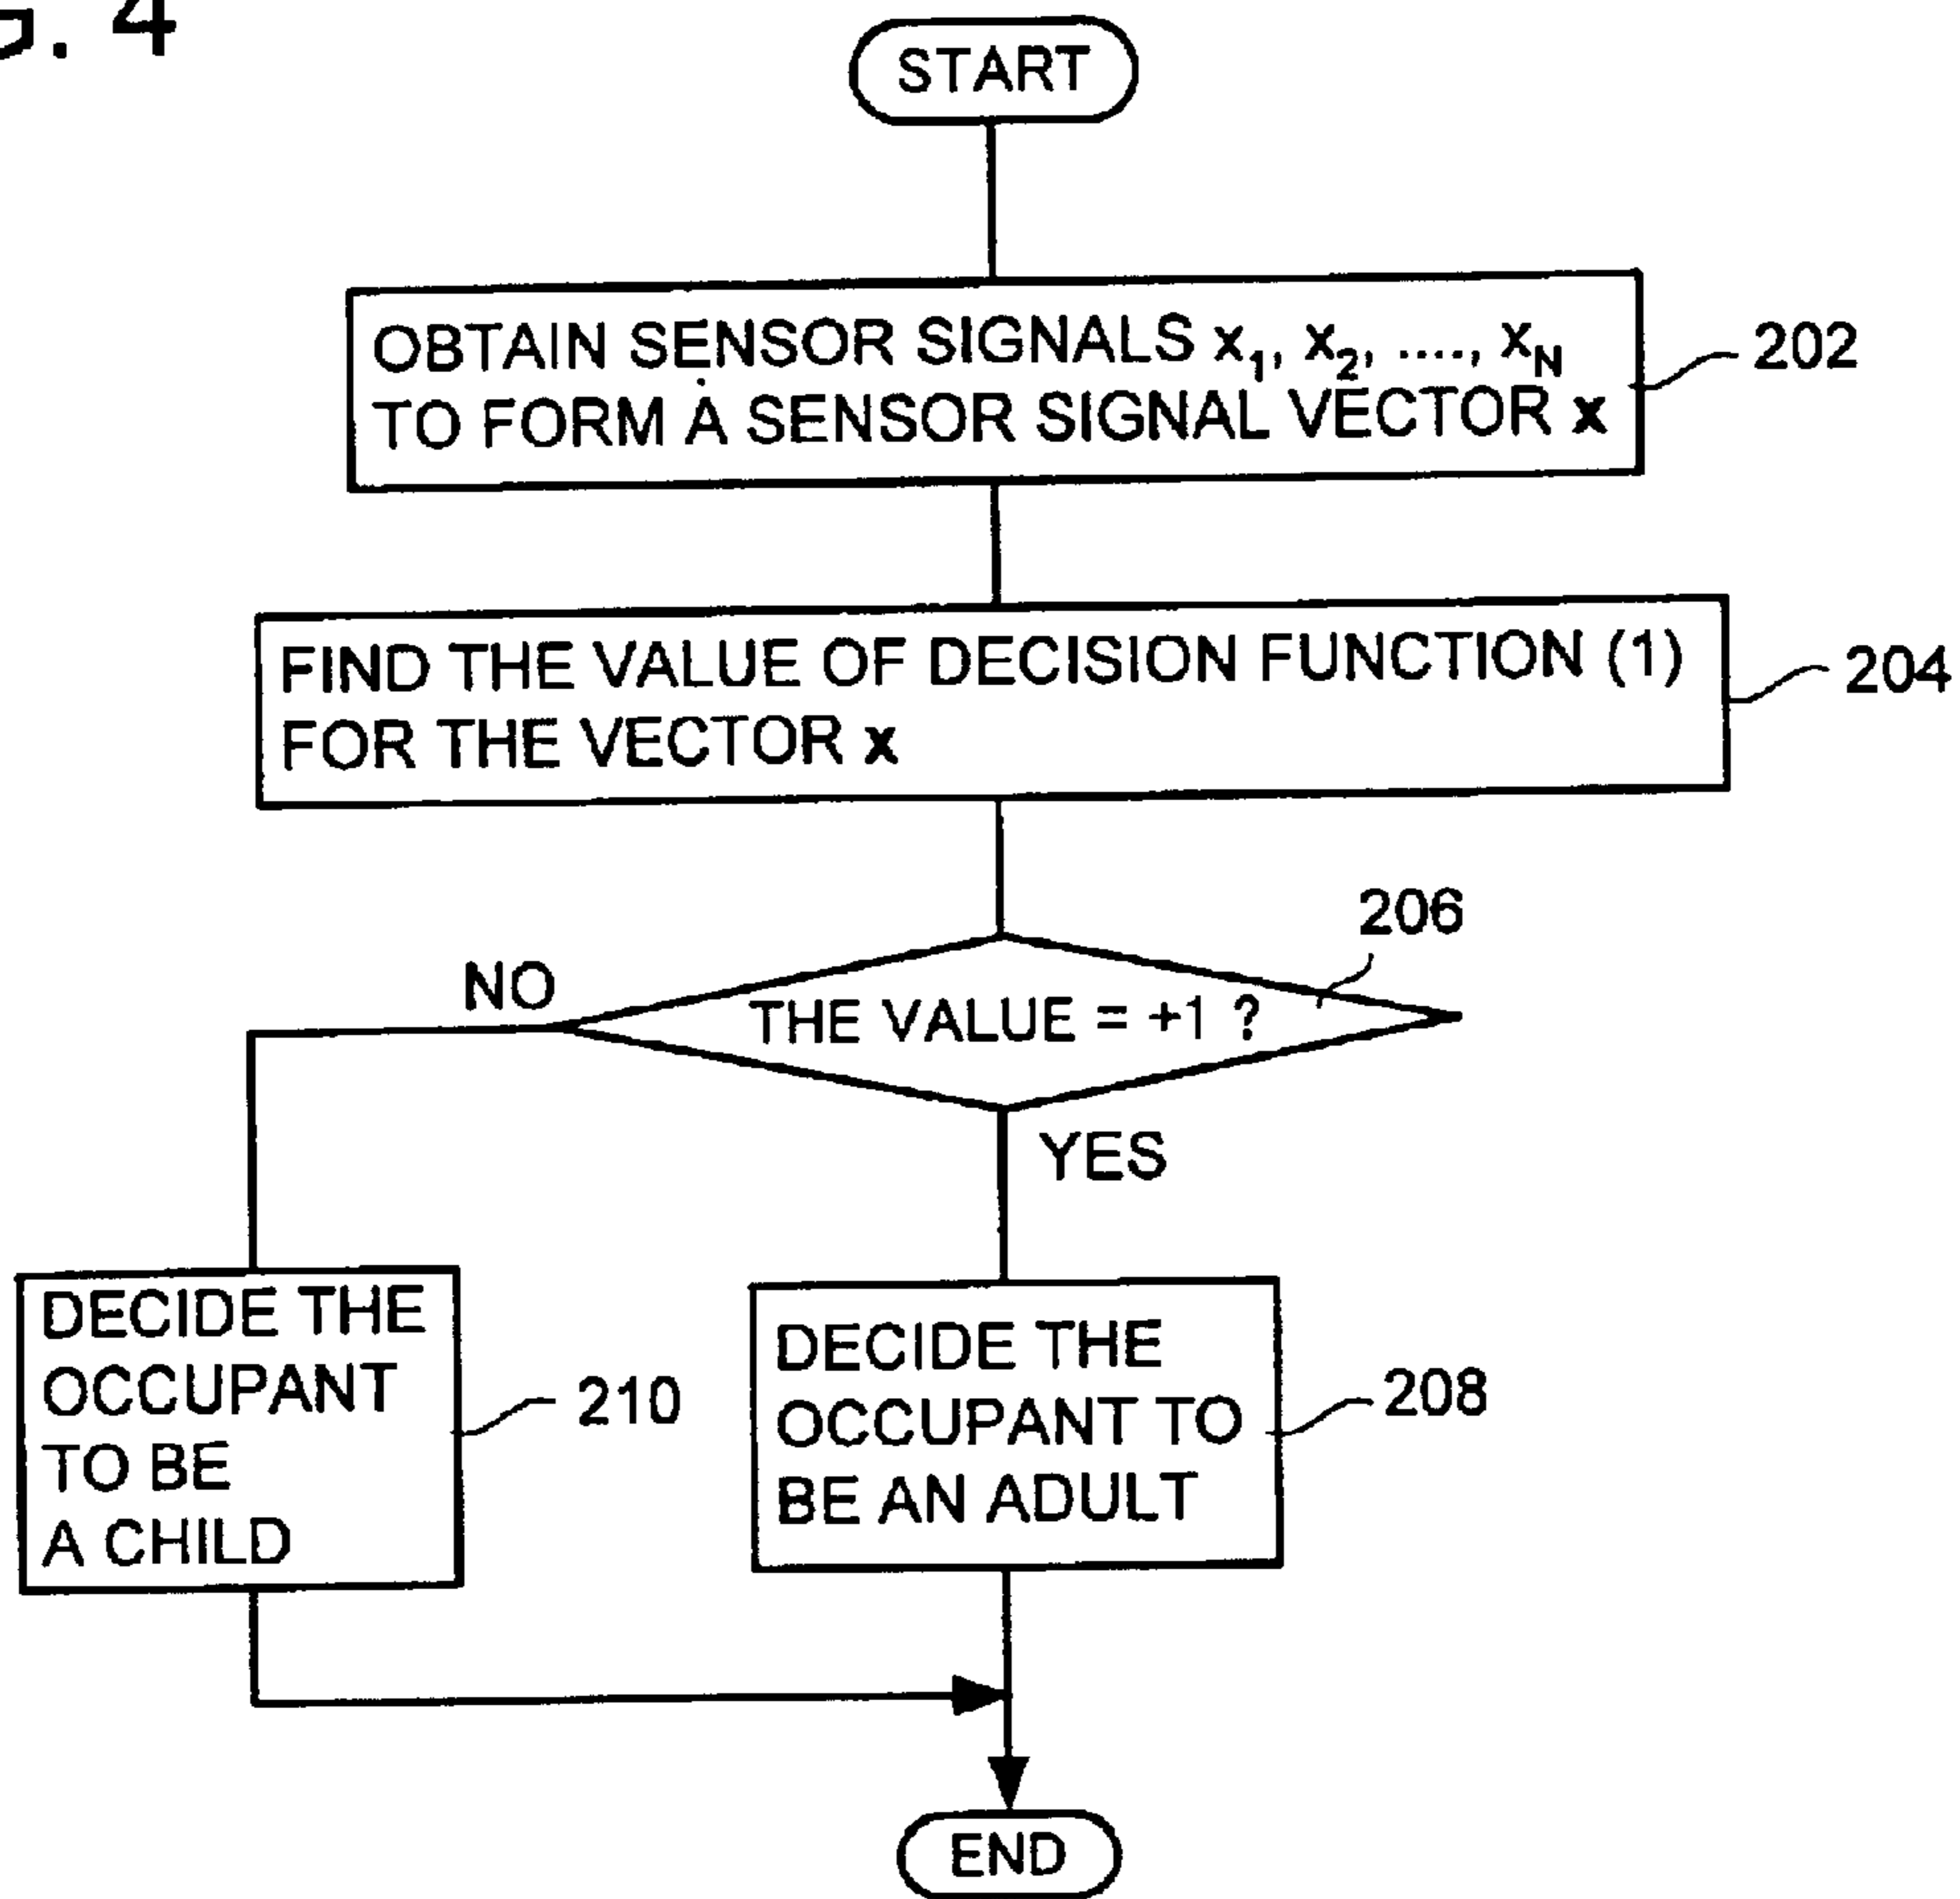 . 4
START
OBTAIN SENSOR SIGNALS x₁, x₂, ...., x_N
TO FORM A SENSOR SIGNAL VECTOR x
202
FIND THE VALUE OF DECISION FUNCTION (1)
FOR THE VECTOR x
204
206
NO
THE VALUE = +1 ?
YES
DECIDE THE
OCCUPANT
TO BE
A CHILD
210
DECIDE THE
OCCUPANT TO
BE AN ADULT
208
END